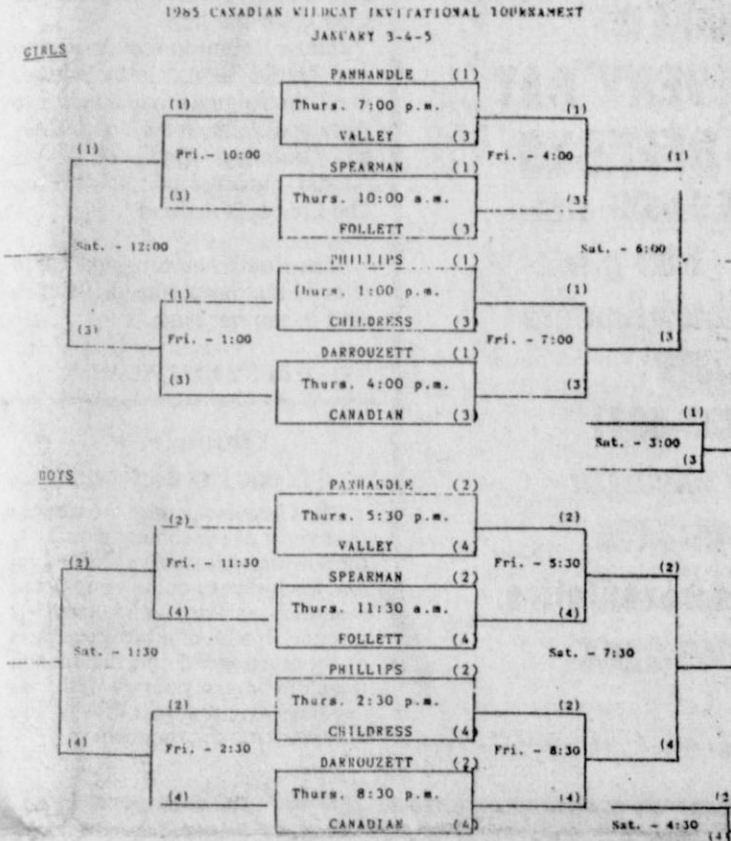 1985 CANADIAN WILDCAT INVITATIONAL TOURNAMENT
JANUARY 3-4-5
GIRLS
PANHANDLE (1)
(1) Thurs. 7:00 p.m. (1)
(1) VALLEY (3) (1)
Fri. - 10:00 Fri. - 4:00
SPEARMAN (1)
(3) Thurs. 10:00 a.m. (3)
FOLLETT (3)
Sat. - 12:00 Sat. - 6:00
PHILLIPS (1)
(1) Thurs. 1:00 p.m. (1)
(3) CHILDRESS (3) (3)
Fri. - 1:00 Fri. - 7:00
DARROUZETT (1)
(3) Thurs. 4:00 p.m. (3)
CANADIAN (3)
(1)
Sat. - 3:00
(3
BOYS
PANHANDLE (2)
(2) Thurs. 5:30 p.m. (2)
VALLEY (4)
(2) Fri. - 11:30 Fri. - 5:30 (2)
SPEARMAN (2)
(4) Thurs. 11:30 a.m. (4)
FOLLETT (4)
Sat. - 1:30 Sat. - 7:30
PHILLIPS (2)
(2) Thurs. 2:30 p.m. (2)
CHILDRESS (4)
(4) Fri. - 2:30 Fri. - 8:30 (4)
DARROUZETT (2)
(4) Thurs. 8:30 p.m. (4)
CANADIAN (4)
(2
Sat. - 4:30
(4)